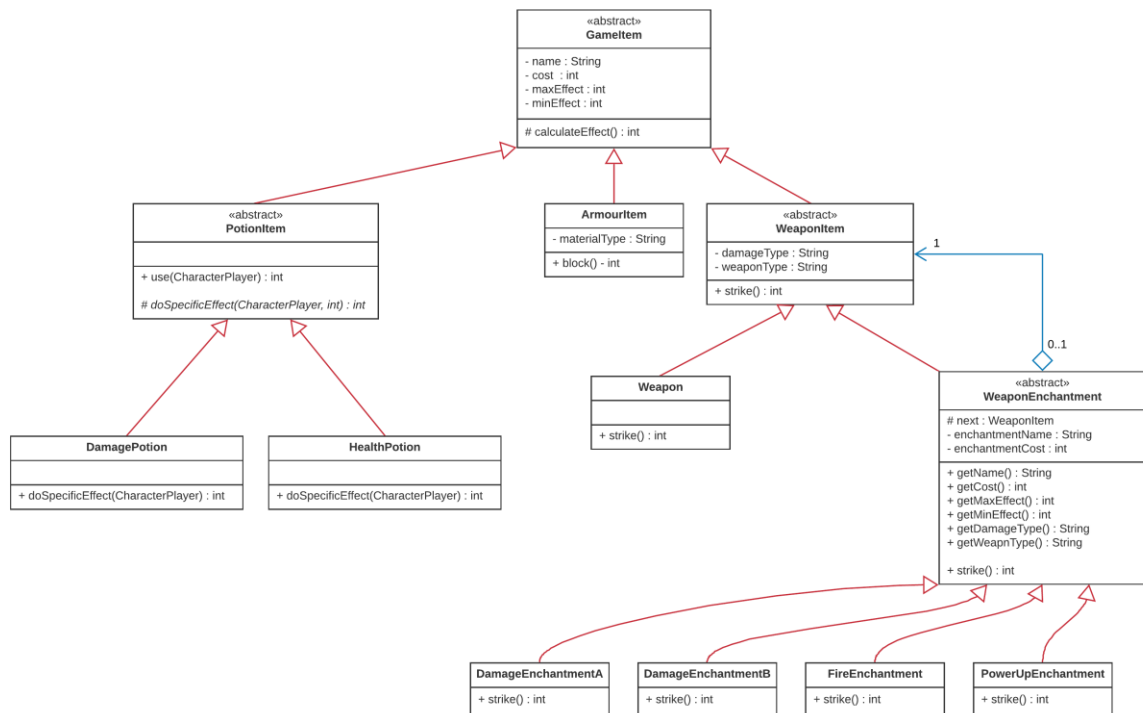 «abstract»
GameItem
- name : String
- cost : int
- maxEffect : int
- minEffect : int
# calculateEffect() : int
«abstract»
PotionItem
+ use(CharacterPlayer) : int
# doSpecificEffect(CharacterPlayer, int) : int
ArmourItem
- materialType : String
+ block() - int
«abstract»
WeaponItem
- damageType : String
- weaponType : String
+ strike() : int
1
0..1
Weapon
+ strike() : int
«abstract»
WeaponEnchantment
# next : WeaponItem
- enchantmentName : String
- enchantmentCost : int
+ getName() : String
+ getCost() : int
+ getMaxEffect() : int
+ getMinEffect() : int
+ getDamageType() : String
+ getWeapnType() : String
+ strike() : int
DamagePotion
+ doSpecificEffect(CharacterPlayer) : int
HealthPotion
+ doSpecificEffect(CharacterPlayer) : int
DamageEnchantmentA
+ strike() : int
DamageEnchantmentB
+ strike() : int
FireEnchantment
+ strike() : int
PowerUpEnchantment
+ strike() : int